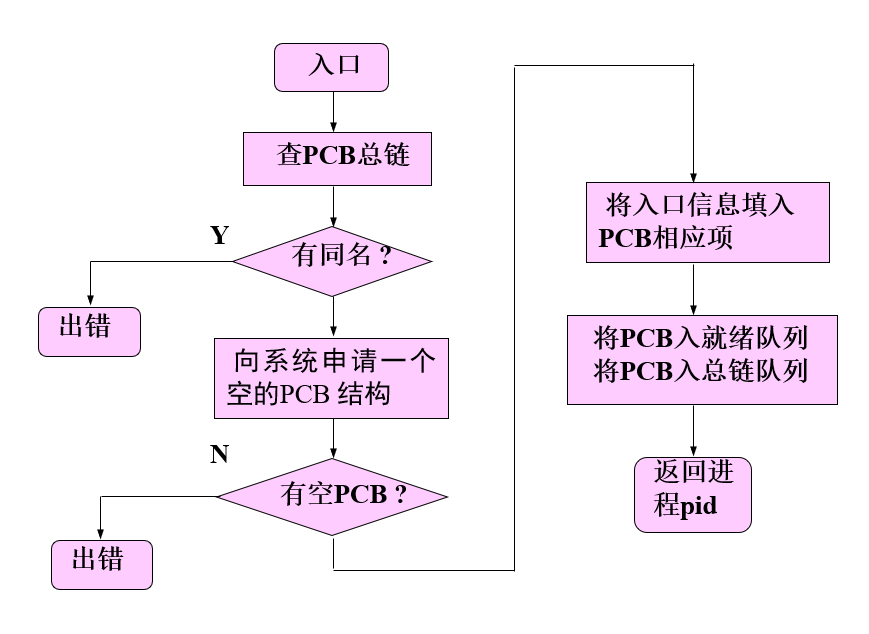 入口
查PCB总链
Y
有同名？
出错
向系统申请一个
空的PCB 结构
N
有空PCB？
出错
将入口信息填入
PCB相应项
将PCB入就绪队列
将PCB入总链队列
返回进
程pid